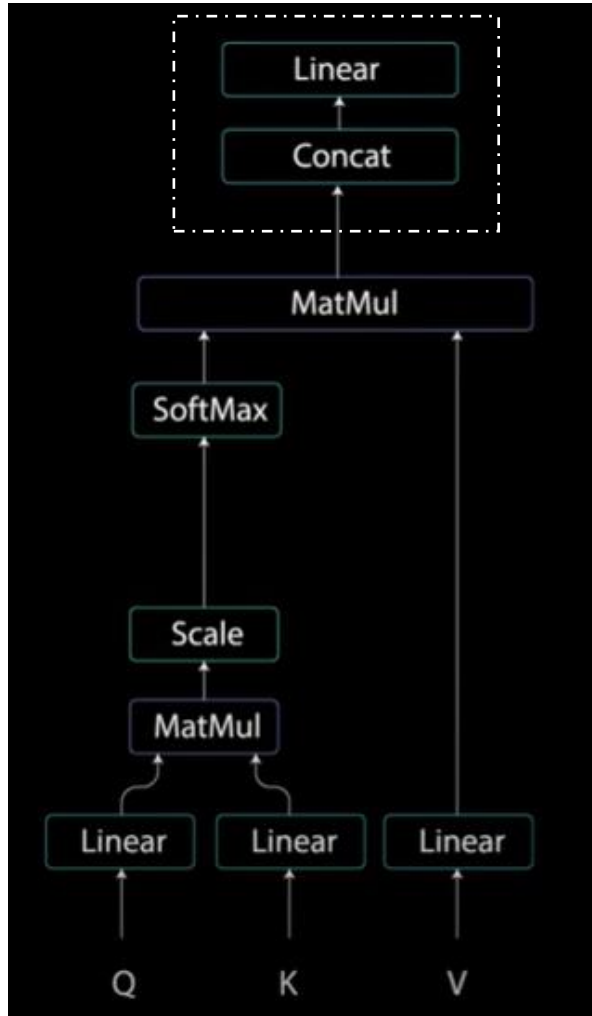 Linear
Concat
MatMul
SoftMax
Scale
MatMul
Linear Linear Linear
Q K V